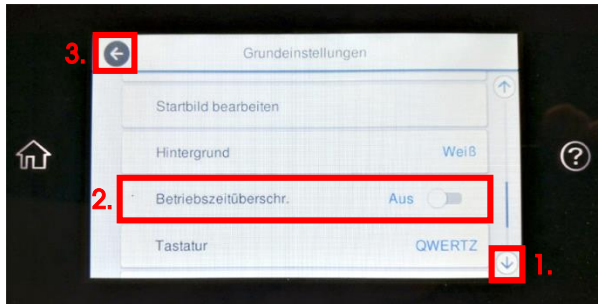 3.
Grundeinstellungen
Startbild bearbeiten
Hintergrund Weiß
2. Betriebszeitüberschr. Aus
Tastatur QWERTZ
1.